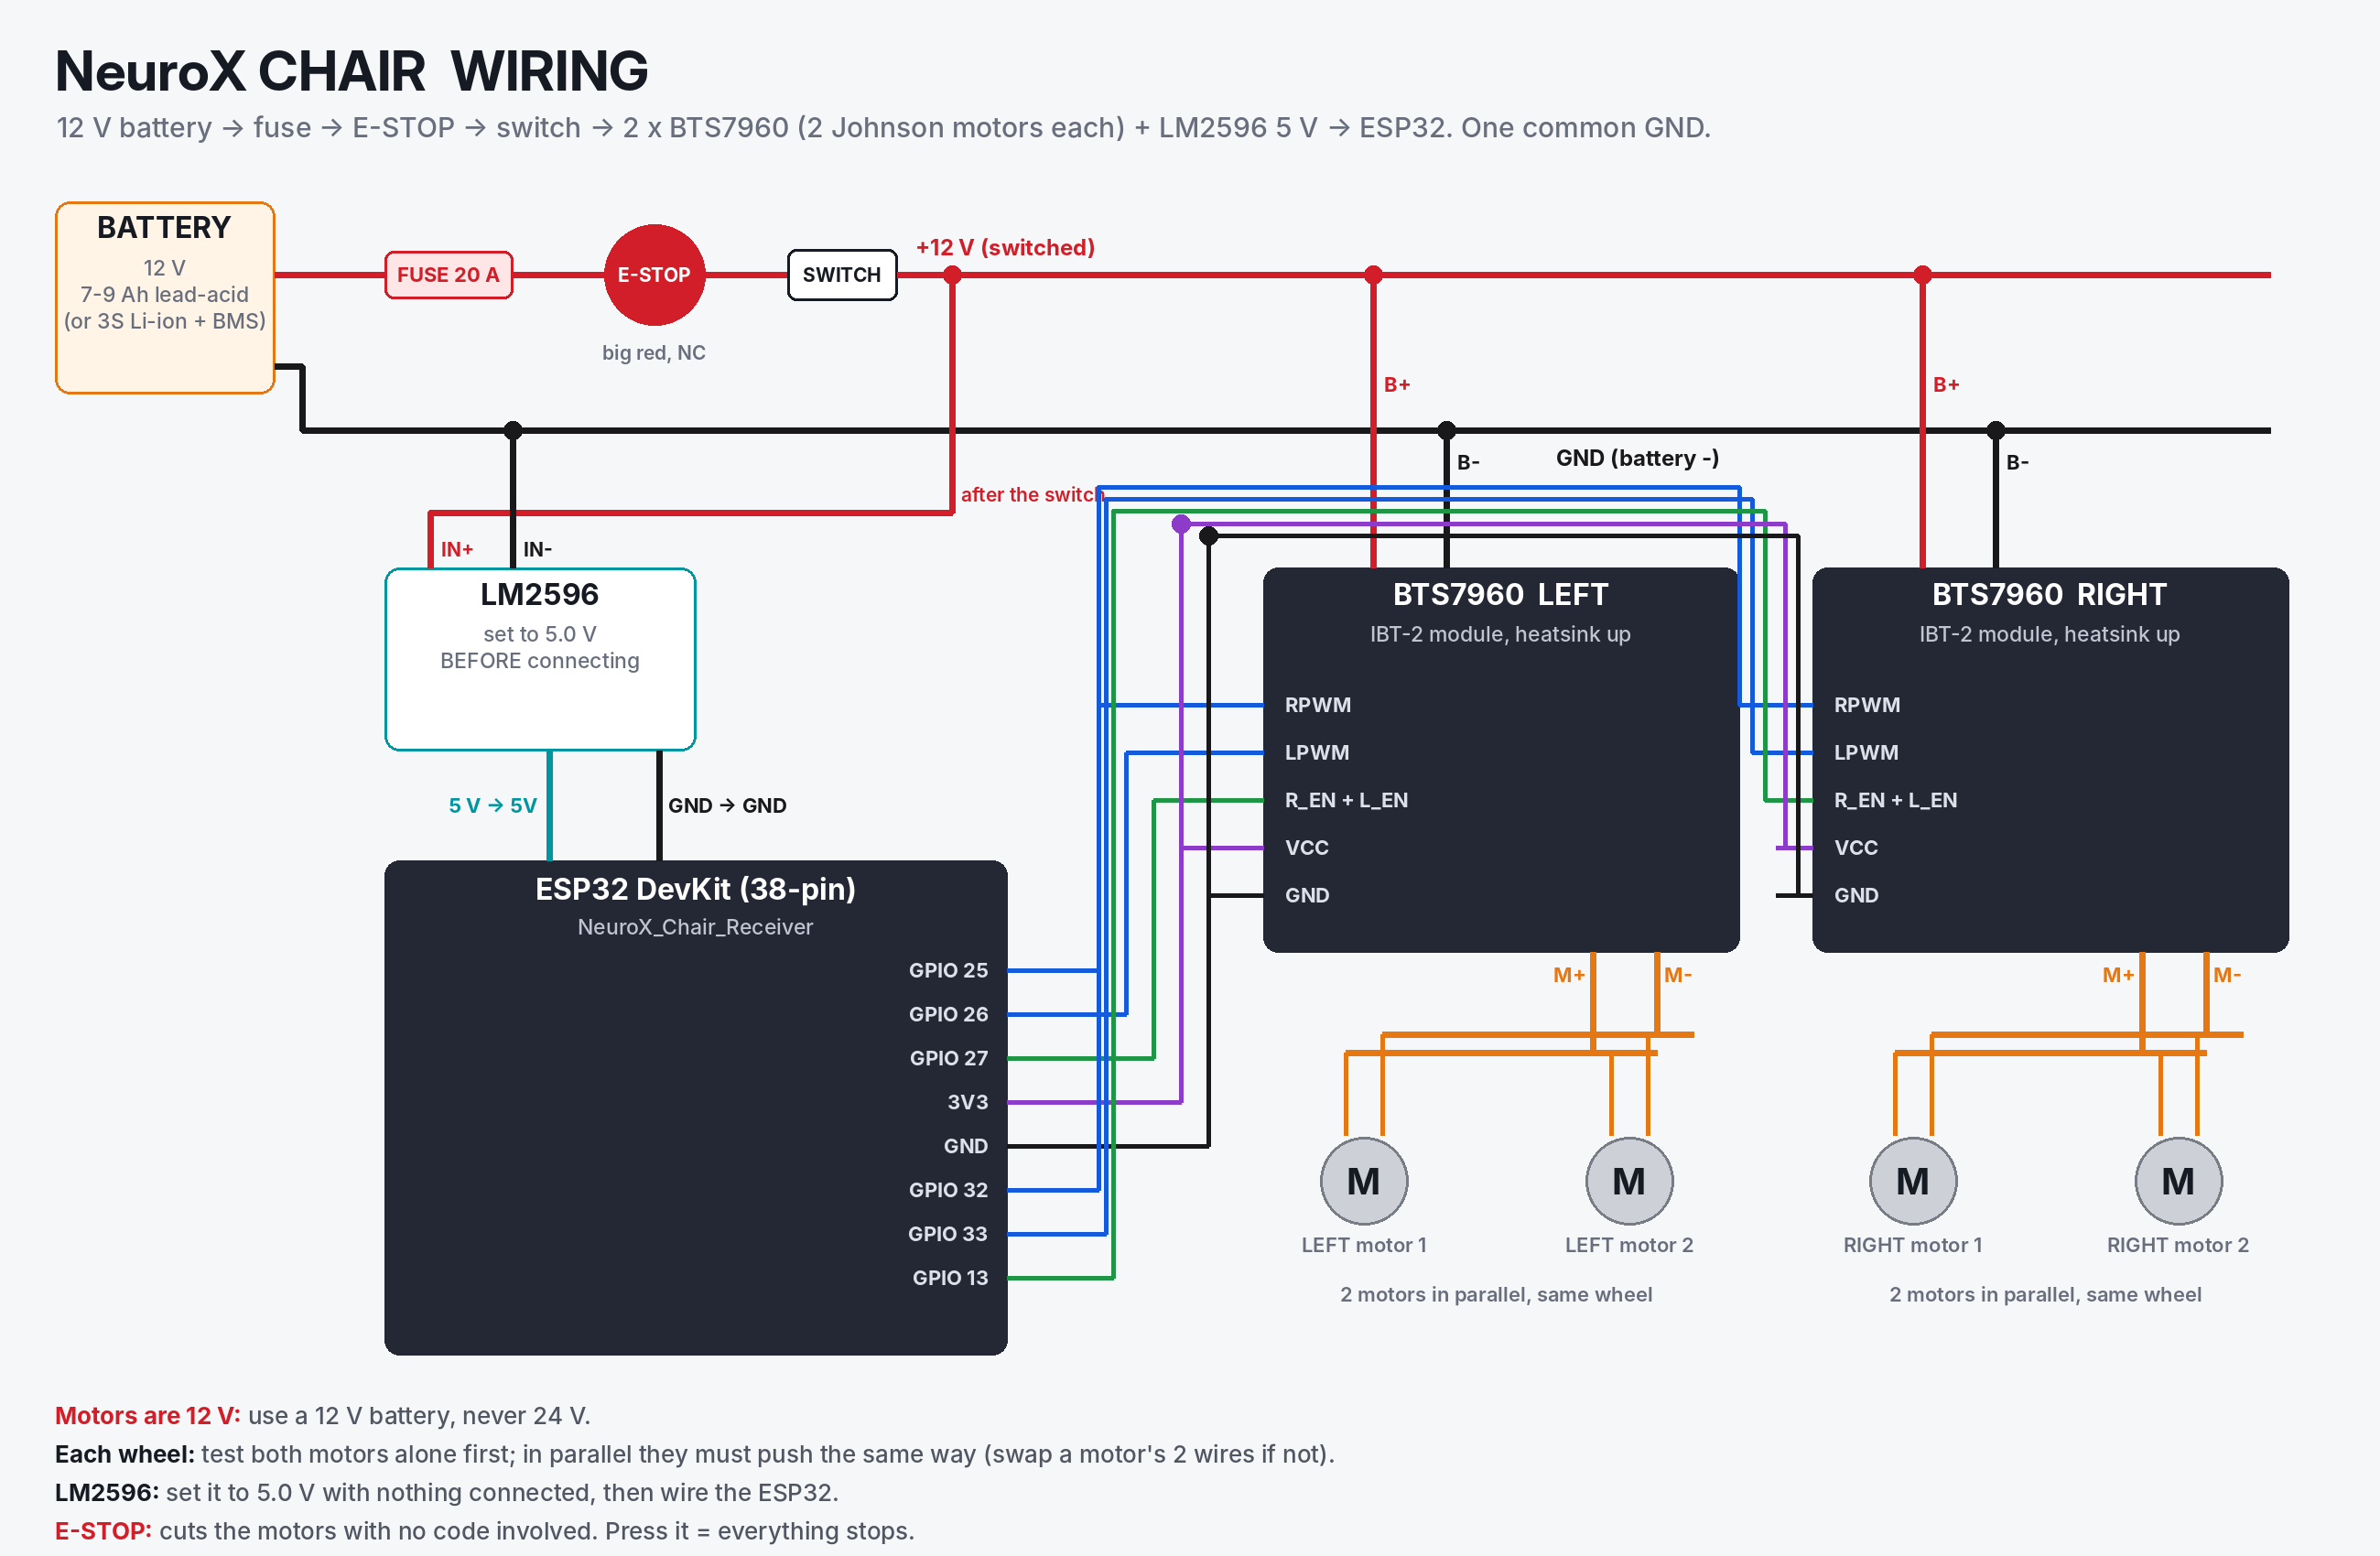 NeuroX CHAIR WIRING
12 V battery → fuse → E-STOP → switch → 2 x BTS7960 (2 Johnson motors each) + LM2596 5 V → ESP32. One common GND.
BATTERY
12 V
7-9 Ah lead-acid
(or 3S Li-ion + BMS)
FUSE 20 A
E-STOP
big red, NC
SWITCH
+12 V (switched)
B+
B+
B-
GND (battery -)
B-
after the switch
IN+
IN-
LM2596
set to 5.0 V
BEFORE connecting
5 V → 5V
GND → GND
BTS7960 LEFT
IBT-2 module, heatsink up
RPWM
LPWM
R_EN + L_EN
VCC
GND
BTS7960 RIGHT
IBT-2 module, heatsink up
RPWM
LPWM
R_EN + L_EN
VCC
GND
ESP32 DevKit (38-pin)
NeuroX_Chair_Receiver
GPIO 25
GPIO 26
GPIO 27
3V3
GND
GPIO 32
GPIO 33
GPIO 13
M+
M-
M+
M-
M
M
M
M
LEFT motor 1
LEFT motor 2
RIGHT motor 1
RIGHT motor 2
2 motors in parallel, same wheel
2 motors in parallel, same wheel
Motors are 12 V: use a 12 V battery, never 24 V.
Each wheel: test both motors alone first; in parallel they must push the same way (swap a motor's 2 wires if not).
LM2596: set it to 5.0 V with nothing connected, then wire the ESP32.
E-STOP: cuts the motors with no code involved. Press it = everything stops.